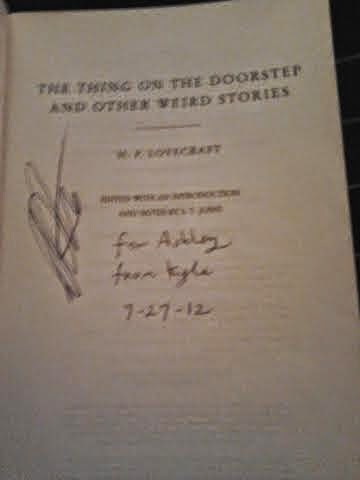 THE THING ON THE DOORSTEP
AND OTHER WEIRD STORIES
H. P. LOVECRAFT
EDITED WITH AN INTRODUCTION
AND NOTES BY S. T. JOSHI
for Ashley
from Kyle
7-27-12